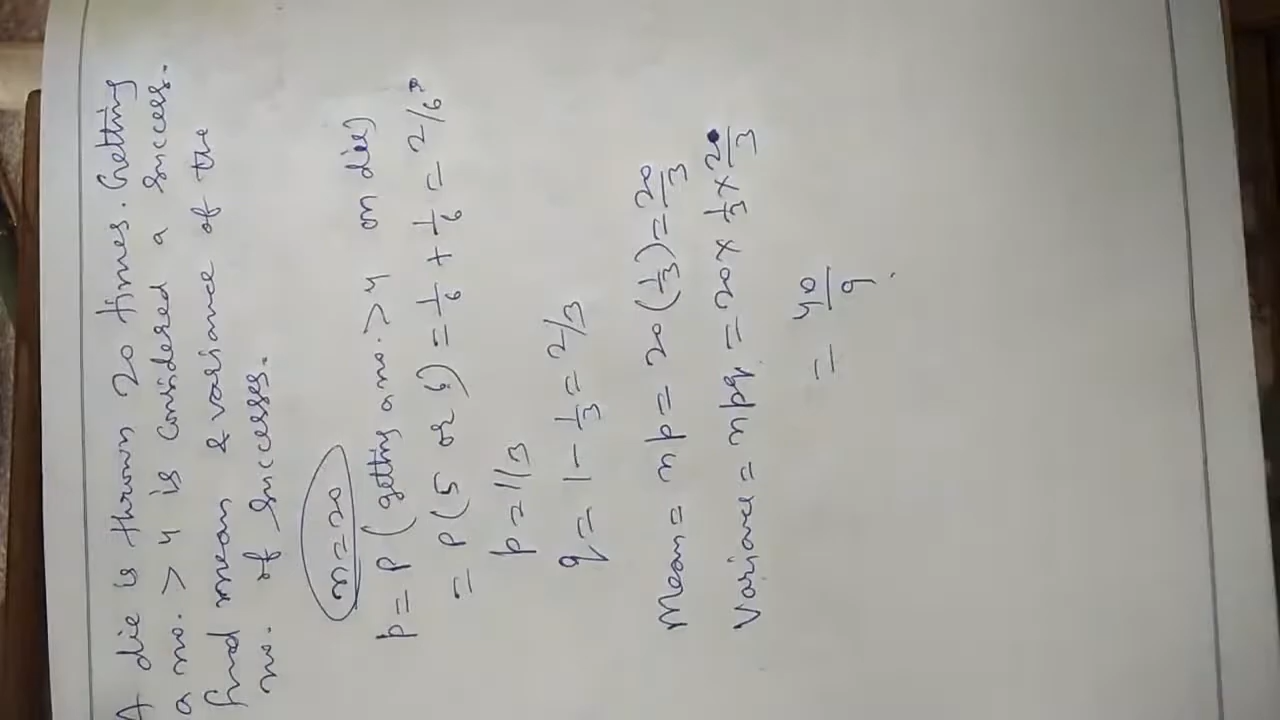 A die is thrown 20 times. Getting
a no. > 4 is considered a success.
find mean & variance of the
no. of successes.
n=20
p = P(getting a no. >4 on die)
= P(5 or 6) = 1/6 + 1/6 = 2/6
p = 1/3
q = 1 - 1/3 = 2/3
Mean = np = 20(1/3) = 20/3
Variance = npq = 20 × 1/3 × 20/3
= 40/9.